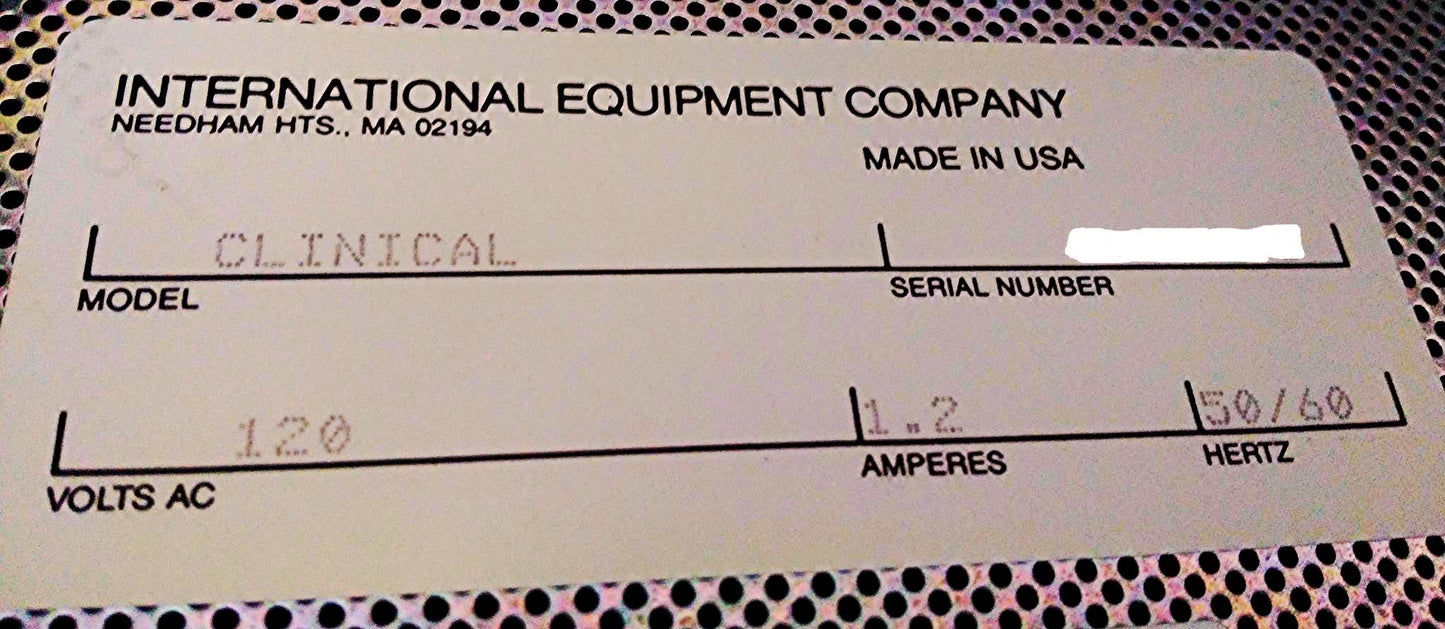 INTERNATIONAL EQUIPMENT COMPANY
NEEDHAM HTS., MA 02194
MADE IN USA
CLINICAL
MODEL SERIAL NUMBER
120 1.2 50/60
VOLTS AC AMPERES HERTZ